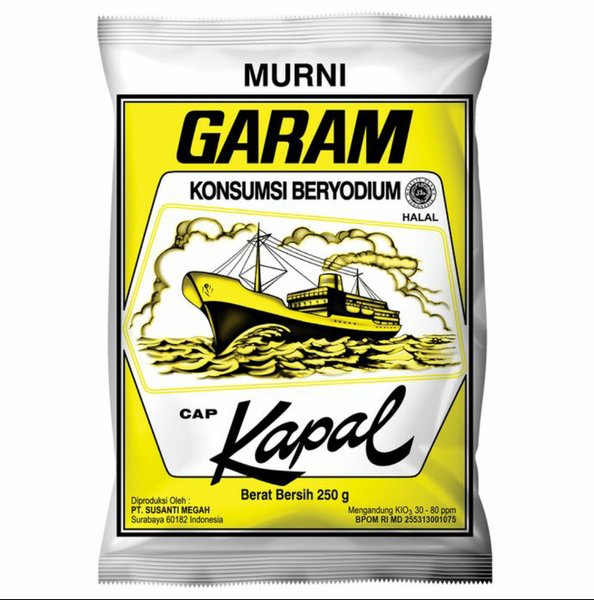 MURNI
GARAM
KONSUMSI BERYODIUM
HALAL
CAP Kapal
Berat Bersih 250 g
Diproduksi Oleh :
PT. SUSANTI MEGAH
Surabaya 60182 Indonesia
Mengandung KIO₃ 30 - 80 ppm
BPOM RI MD 255313001075